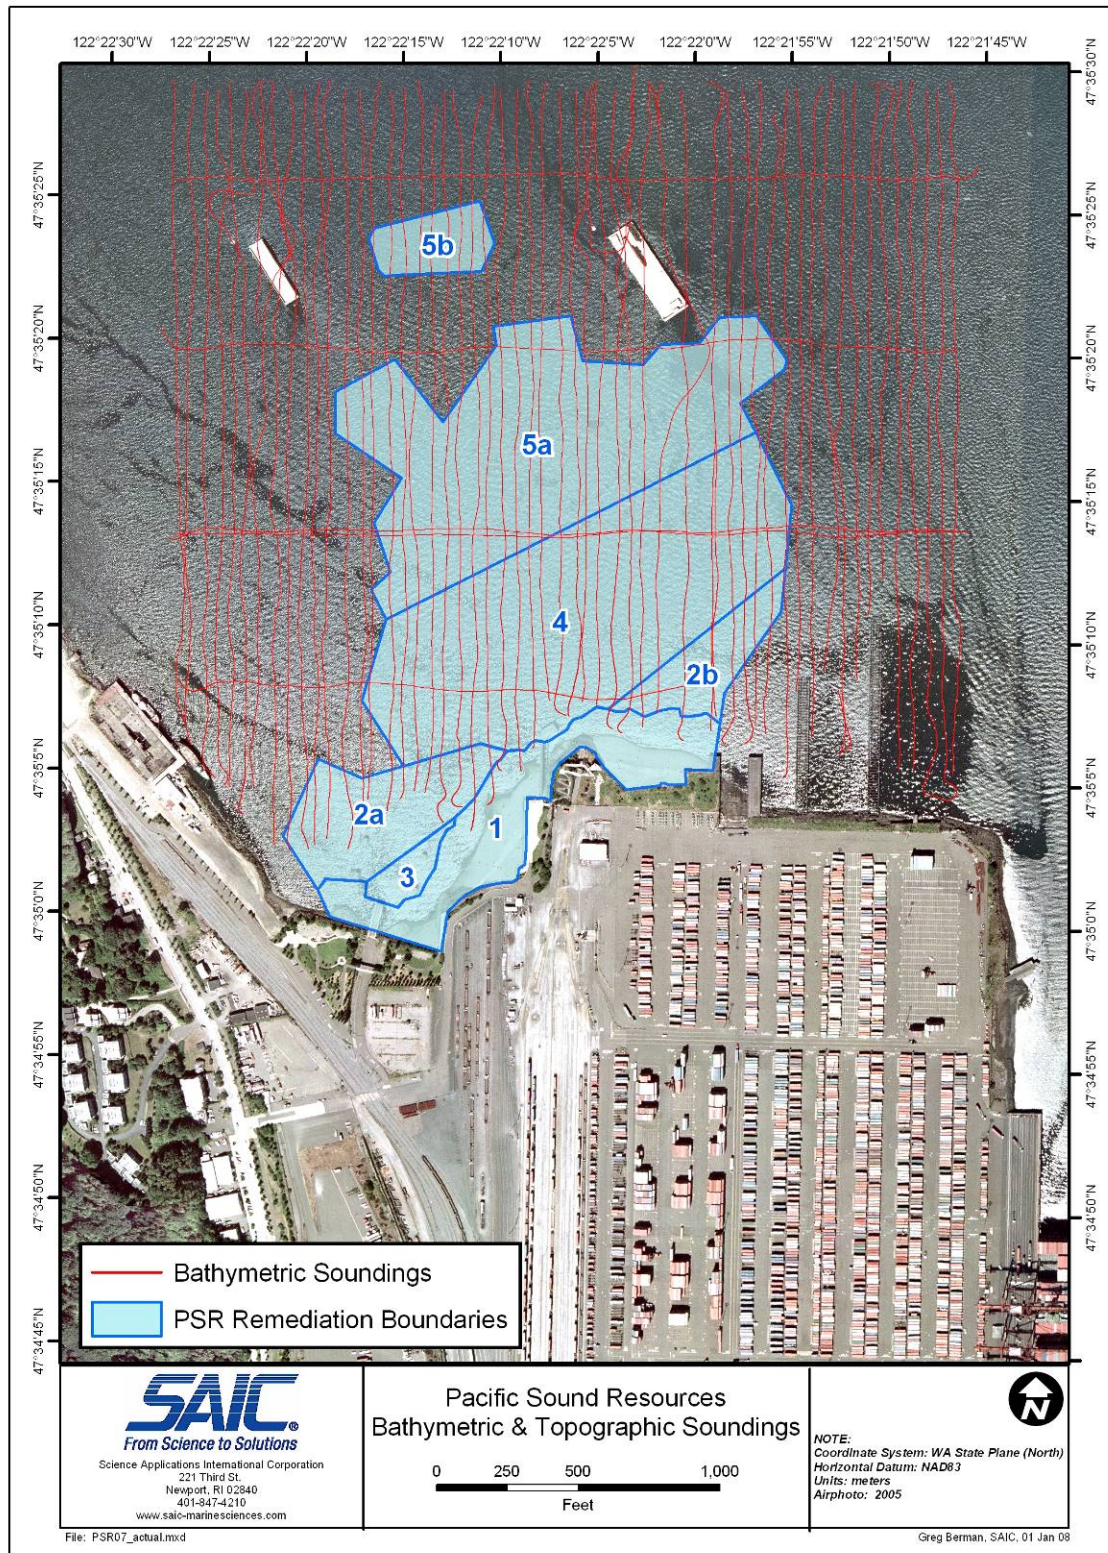 122°22'30"W 122°22'25"W 122°22'20"W 122°22'15"W 122°22'10"W 122°22'5"W 122°22'0"W 122°21'55"W 122°21'50"W 122°21'45"W
47°35'30"N
47°35'25"N
47°35'25"N
47°35'20"N
47°35'20"N
47°35'15"N
47°35'15"N
47°35'10"N
47°35'10"N
47°35'5"N
47°35'5"N
47°35'0"N
47°35'0"N
47°34'55"N
47°34'55"N
47°34'50"N
47°34'50"N
47°34'45"N
5b
5a
4
2b
2a
1
3
Bathymetric Soundings
PSR Remediation Boundaries
SAIC®
From Science to Solutions
Science Applications International Corporation
221 Third St.
Newport, RI 02840
401-847-4210
www.saic-marinesciences.com
Pacific Sound Resources
Bathymetric & Topographic Soundings
0 250 500 1,000
Feet
N
NOTE:
Coordinate System: WA State Plane (North)
Horizontal Datum: NAD83
Units: meters
Airphoto: 2005
File: PSR07_actual.mxd
Greg Berman, SAIC, 01 Jan 08